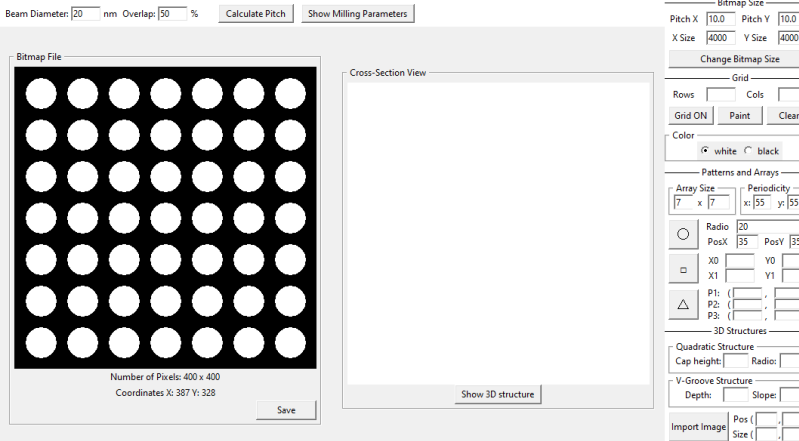 Beam Diameter: 20 nm Overlap: 50 % Calculate Pitch Show Milling Parameters
Bitmap File
Number of Pixels: 400 x 400
Coordinates X: 387 Y: 328
Save
Cross-Section View
Show 3D structure
Bitmap Size
Pitch X 10.0 Pitch Y 10.0
X Size 4000 Y Size 4000
Change Bitmap Size
Grid
Rows Cols
Grid ON Paint Clear
Color
white black
Patterns and Arrays
Array Size Periodicity
7 x 7 x: 55 y: 55
Radio 20
PosX 35 PosY 35
X0 Y0
X1 Y1
P1: ( ,
P2: ( ,
P3: ( ,
3D Structures
Quadratic Structure
Cap height: Radio:
V-Groove Structure
Depth: Slope:
Import Image Pos ( ,
Size ( ,